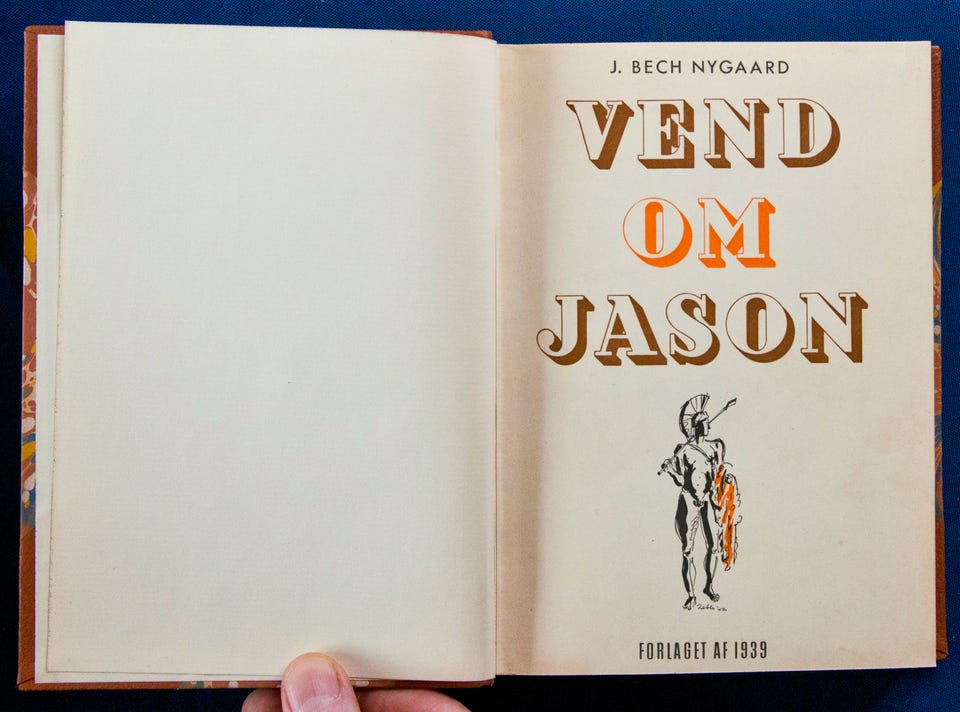 J. BECH NYGAARD
VEND
OM
JASON
FORLAGET AF 1939